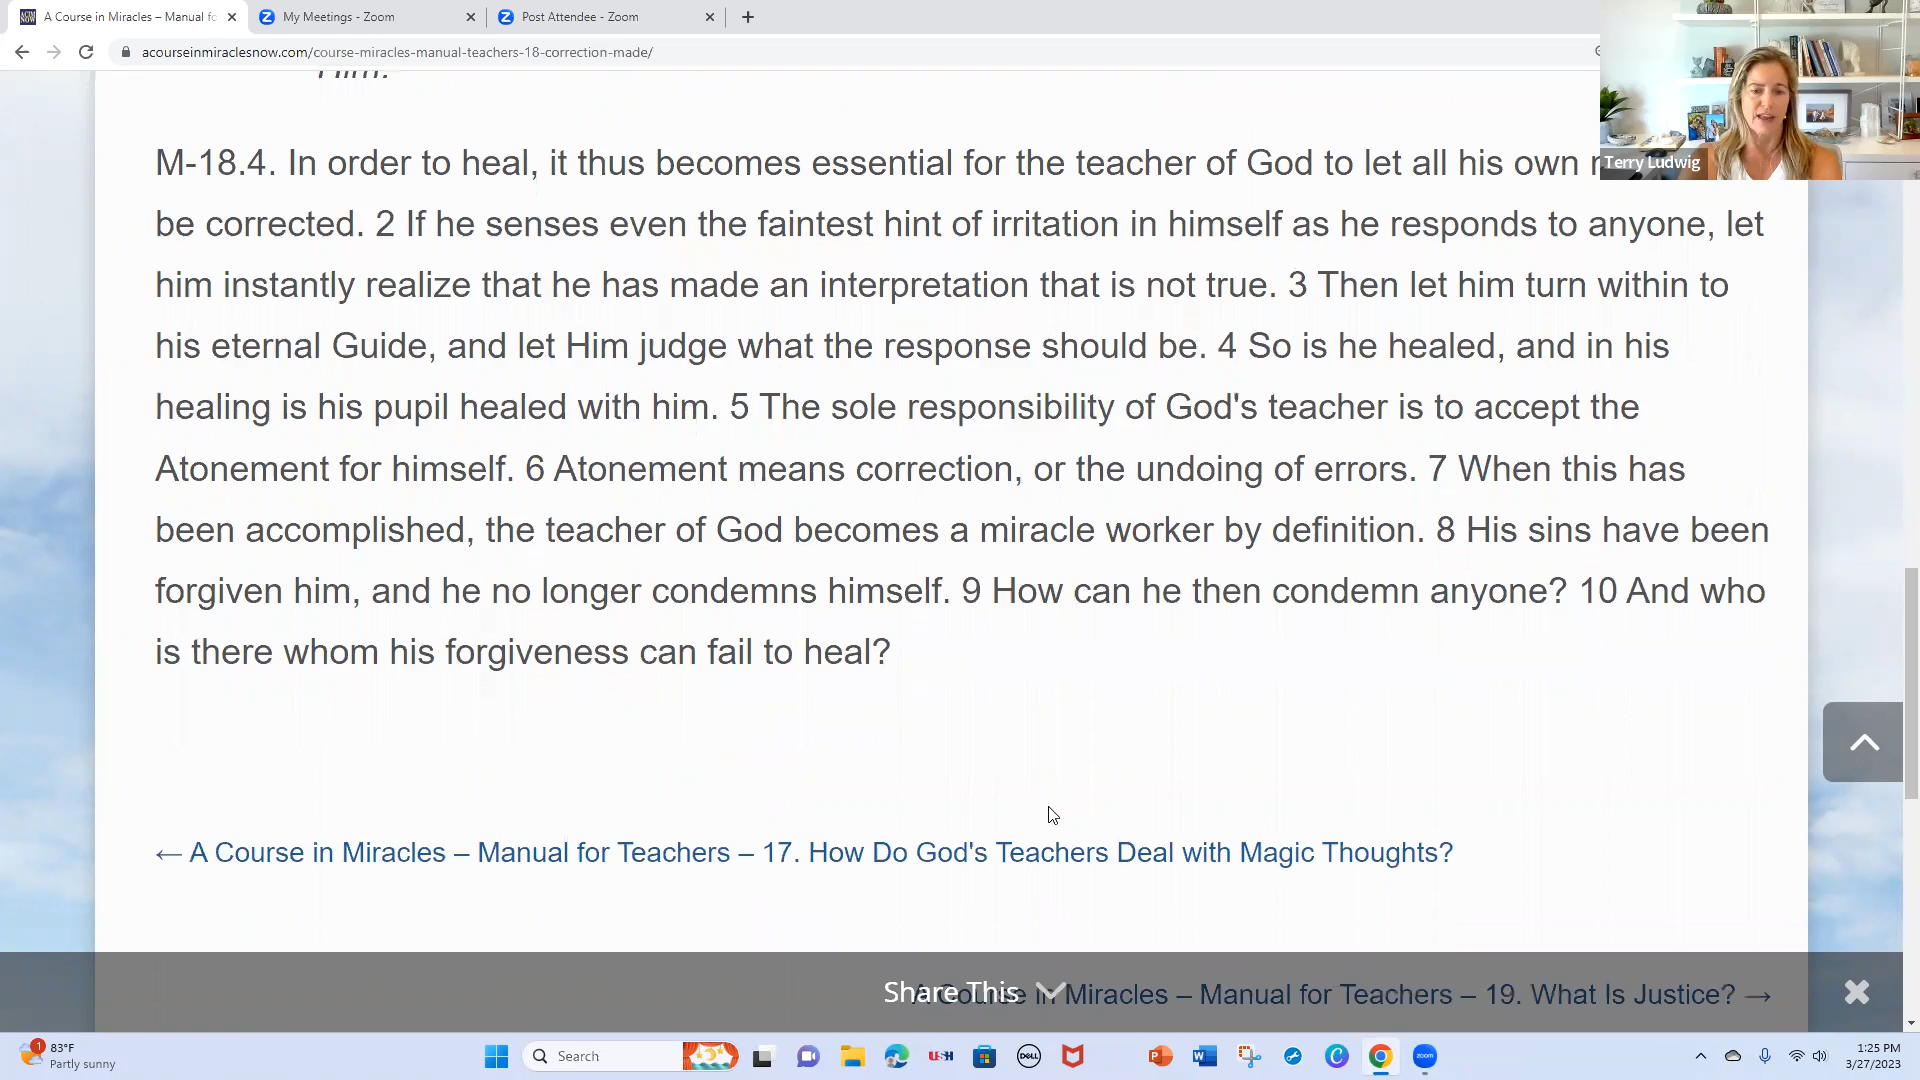 A Course in Miracles – Manual fo
My Meetings - Zoom
Post Attendee - Zoom
acourseinmiraclesnow.com/course-miracles-manual-teachers-18-correction-made/
Terry Ludwig
M-18.4. In order to heal, it thus becomes essential for the teacher of God to let all his own
be corrected. 2 If he senses even the faintest hint of irritation in himself as he responds to anyone, let
him instantly realize that he has made an interpretation that is not true. 3 Then let him turn within to
his eternal Guide, and let Him judge what the response should be. 4 So is he healed, and in his
healing is his pupil healed with him. 5 The sole responsibility of God's teacher is to accept the
Atonement for himself. 6 Atonement means correction, or the undoing of errors. 7 When this has
been accomplished, the teacher of God becomes a miracle worker by definition. 8 His sins have been
forgiven him, and he no longer condemns himself. 9 How can he then condemn anyone? 10 And who
is there whom his forgiveness can fail to heal?
← A Course in Miracles – Manual for Teachers – 17. How Do God's Teachers Deal with Magic Thoughts?
Share This
A Course in Miracles – Manual for Teachers – 19. What Is Justice? →
1
83°F
Partly sunny
Search
USH
DELL
zoom
1:25 PM
3/27/2023